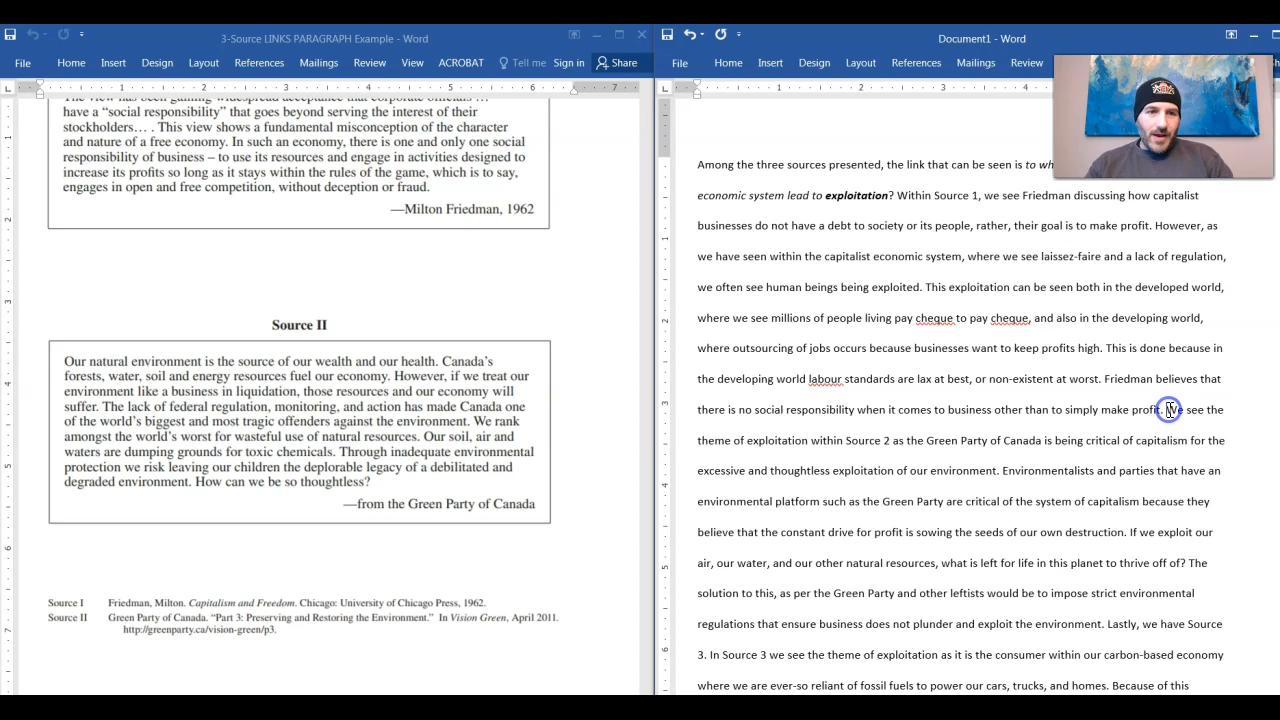 3-Source LINKS PARAGRAPH Example - Word
File Home Insert Design Layout References Mailings Review View ACROBAT Tell me Sign in Share
1 2 3 4 5 6 7
have a “social responsibility” that goes beyond serving the interest of their
stockholders… . This view shows a fundamental misconception of the character
and nature of a free economy. In such an economy, there is one and only one social
responsibility of business – to use its resources and engage in activities designed to
increase its profits so long as it stays within the rules of the game, which is to say,
engages in open and free competition, without deception or fraud.
—Milton Friedman, 1962
Source II
Our natural environment is the source of our wealth and our health. Canada’s
forests, water, soil and energy resources fuel our economy. However, if we treat our
environment like a business in liquidation, those resources and our economy will
suffer. The lack of federal regulation, monitoring, and action has made Canada one
of the world’s biggest and most tragic offenders against the environment. We rank
amongst the world’s worst for wasteful use of natural resources. Our soil, air and
waters are dumping grounds for toxic chemicals. Through inadequate environmental
protection we risk leaving our children the deplorable legacy of a debilitated and
degraded environment. How can we be so thoughtless?
—from the Green Party of Canada
Source I Friedman, Milton. Capitalism and Freedom. Chicago: University of Chicago Press, 1962.
Source II Green Party of Canada. “Part 3: Preserving and Restoring the Environment.” In Vision Green, April 2011.
http://greenparty.ca/vision-green/p3.
Document1 - Word
File Home Insert Design Layout References Mailings Review
1 2 3 4
Among the three sources presented, the link that can be seen is to
economic system lead to exploitation? Within Source 1, we see Friedman discussing how capitalist
businesses do not have a debt to society or its people, rather, their goal is to make profit. However, as
we have seen within the capitalist economic system, where we see laissez-faire and a lack of regulation,
we often see human beings being exploited. This exploitation can be seen both in the developed world,
where we see millions of people living pay cheque to pay cheque, and also in the developing world,
where outsourcing of jobs occurs because businesses want to keep profits high. This is done because in
the developing world labour standards are lax at best, or non-existent at worst. Friedman believes that
there is no social responsibility when it comes to business other than to simply make profit. We see the
theme of exploitation within Source 2 as the Green Party of Canada is being critical of capitalism for the
excessive and thoughtless exploitation of our environment. Environmentalists and parties that have an
environmental platform such as the Green Party are critical of the system of capitalism because they
believe that the constant drive for profit is sowing the seeds of our own destruction. If we exploit our
air, our water, and our other natural resources, what is left for life in this planet to thrive off of? The
solution to this, as per the Green Party and other leftists would be to impose strict environmental
regulations that ensure business does not plunder and exploit the environment. Lastly, we have Source
3. In Source 3 we see the theme of exploitation as it is the consumer within our carbon-based economy
where we are ever-so reliant of fossil fuels to power our cars, trucks, and homes. Because of this